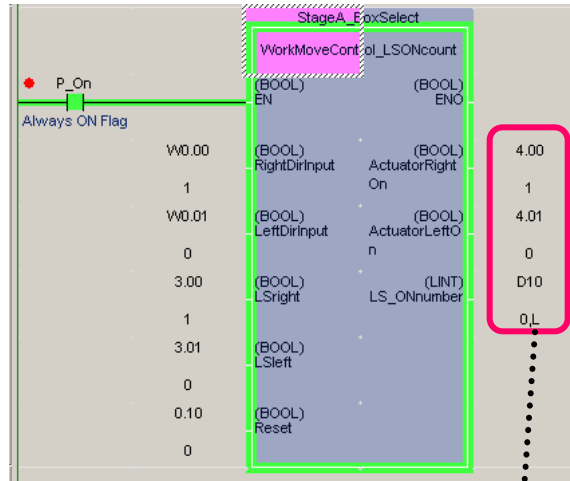 StageA_BoxSelect
WorkMoveControl_LSONcount
P_On
(BOOL) (BOOL)
EN ENO
Always ON Flag
W0.00 (BOOL) (BOOL) 4.00
RightDirInput ActuatorRight
1 On 1
W0.01 (BOOL) (BOOL) 4.01
LeftDirInput ActuatorLeftO
0 n 0
3.00 (BOOL) (LINT) D10
LSright LS_ONnumber
1 0,L
3.01 (BOOL)
LSleft
0
0.10 (BOOL)
Reset
0